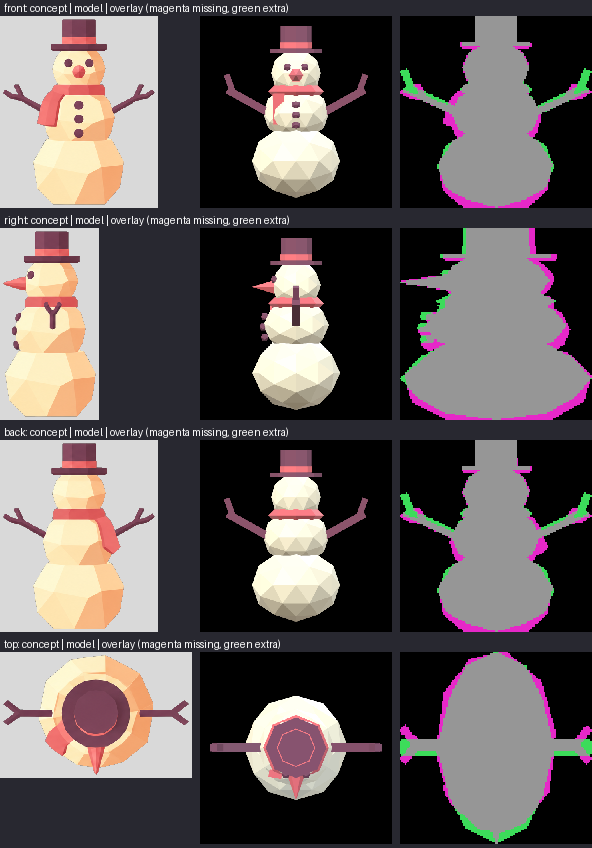 front: concept | model | overlay (magenta missing, green extra)
right: concept | model | overlay (magenta missing, green extra)
back: concept | model | overlay (magenta missing, green extra)
top: concept | model | overlay (magenta missing, green extra)